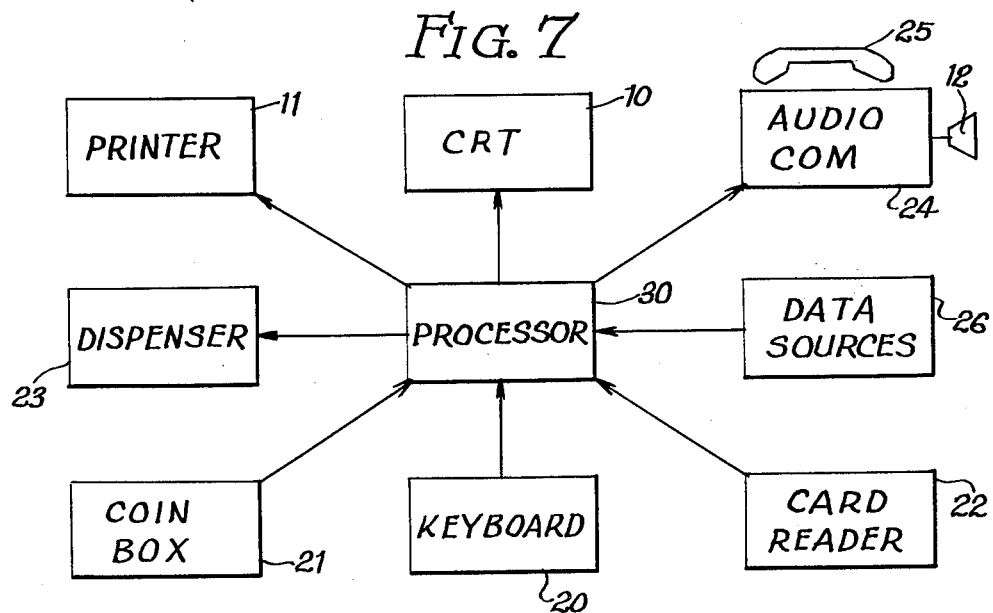 FIG. 7
25
11
10
12
PRINTER
CRT
AUDIO
COM
24
30
DISPENSER
PROCESSOR
DATA
SOURCES
26
23
COIN
BOX
KEYBOARD
CARD
READER
22
21
20